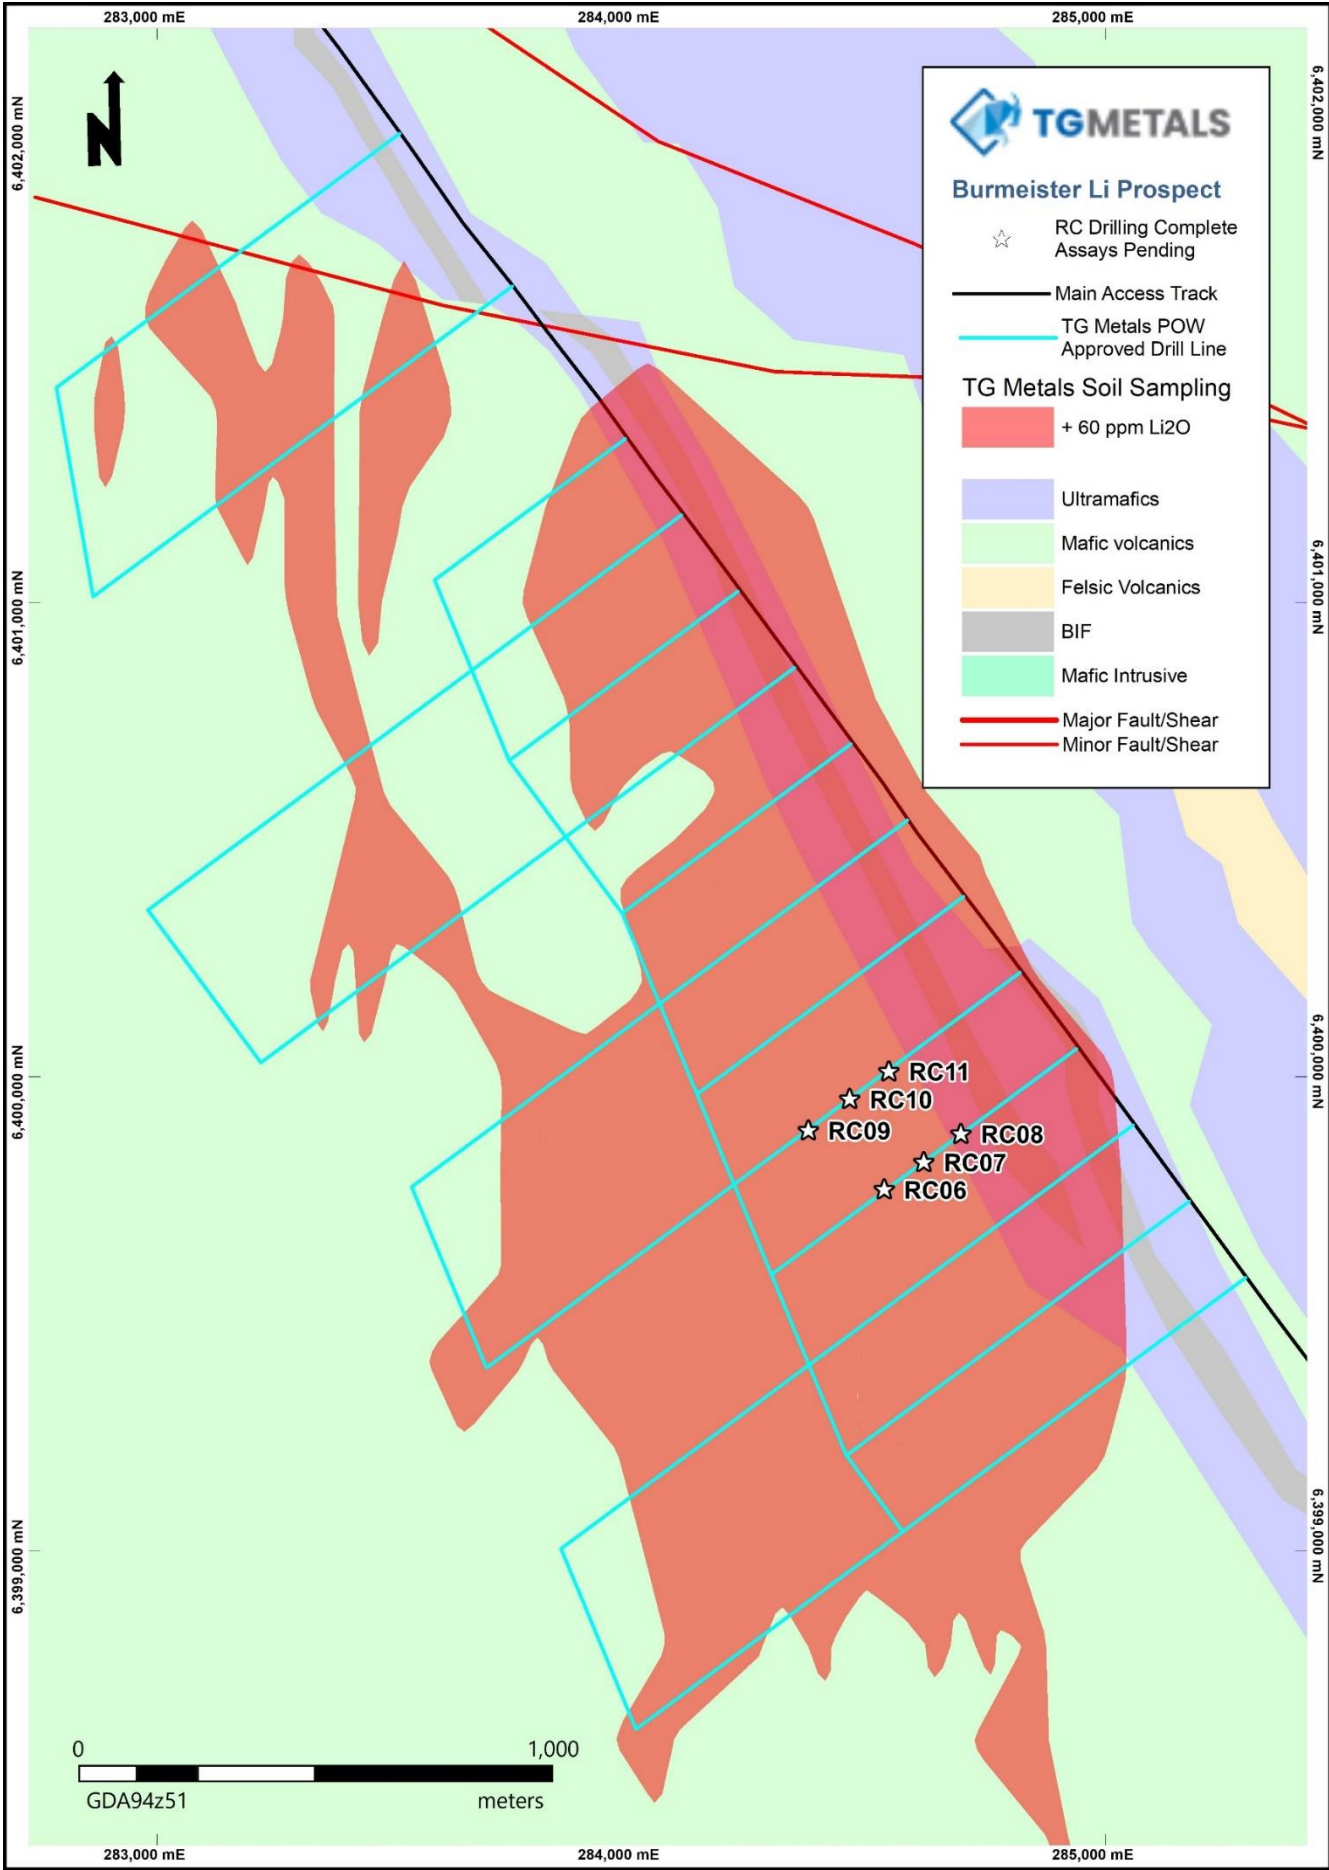 283,000 mE
284,000 mE
285,000 mE
6,402,000 mN
6,402,000 mN
N
TGMETALS
Burmeister Li Prospect
RC Drilling Complete
Assays Pending
Main Access Track
TG Metals POW
Approved Drill Line
TG Metals Soil Sampling
+ 60 ppm Li2O
Ultramafics
Mafic volcanics
Felsic Volcanics
BIF
Mafic Intrusive
Major Fault/Shear
Minor Fault/Shear
6,401,000 mN
6,401,000 mN
RC11
RC10
RC09
RC08
RC07
RC06
6,400,000 mN
6,400,000 mN
6,399,000 mN
6,399,000 mN
0
1,000
GDA94z51
meters
283,000 mE
284,000 mE
285,000 mE